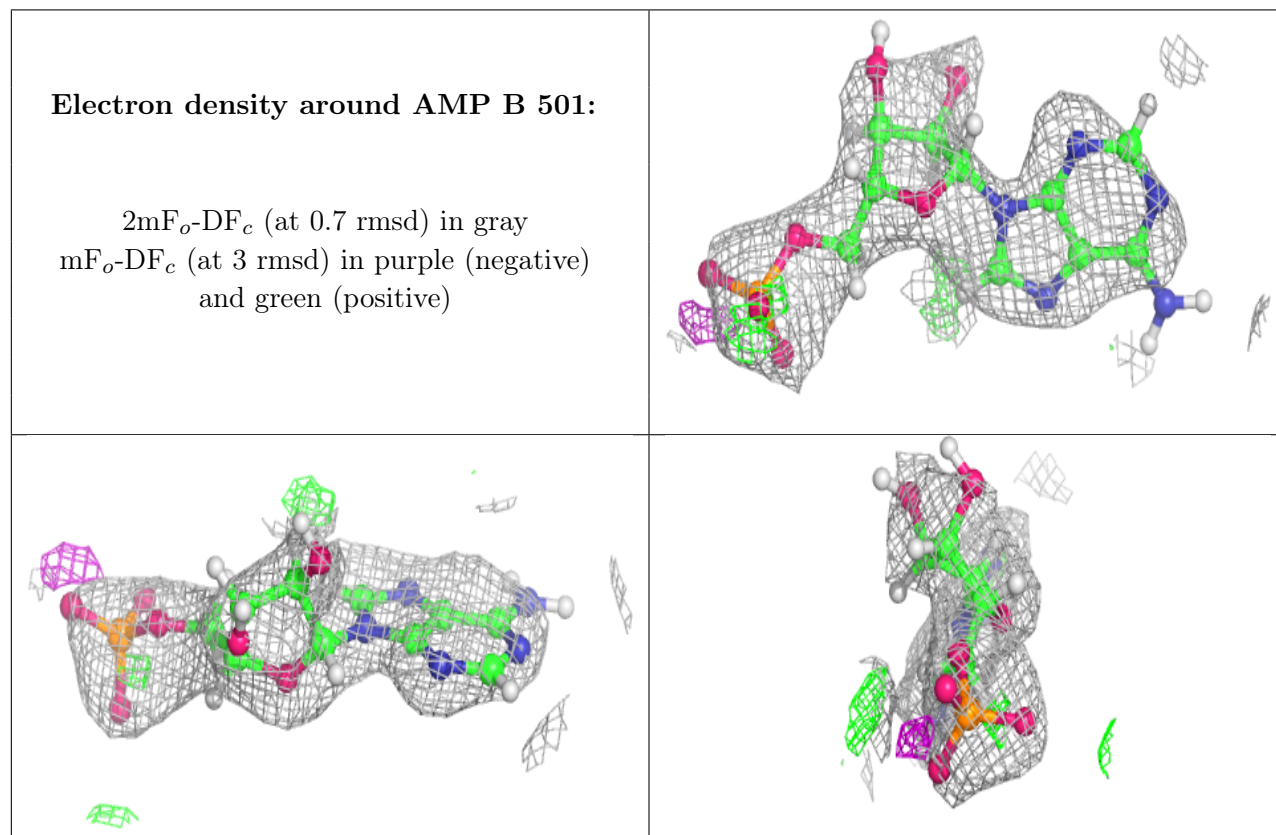 Electron density around AMP B 501:
2mFo-DFc (at 0.7 rmsd) in gray
mFo-DFc (at 3 rmsd) in purple (negative)
and green (positive)